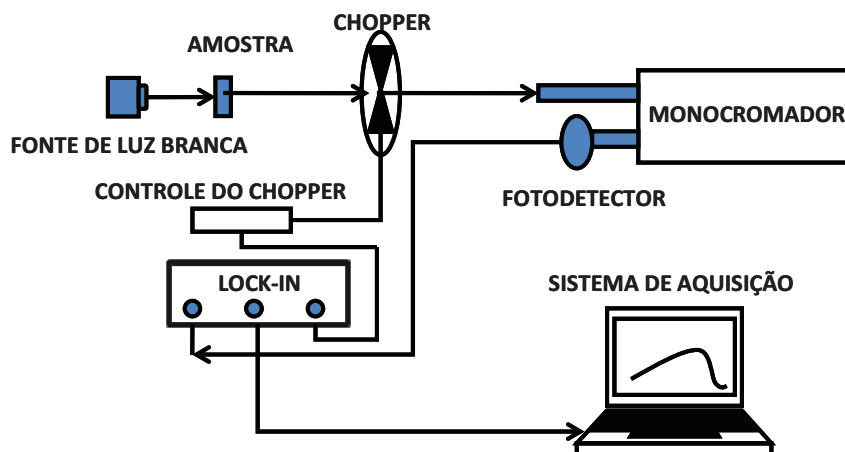 CHOPPER
AMOSTRA
MONOCROMADOR
FONTE DE LUZ BRANCA
CONTROLE DO CHOPPER
FOTODETECTOR
LOCK-IN
SISTEMA DE AQUISIÇÃO